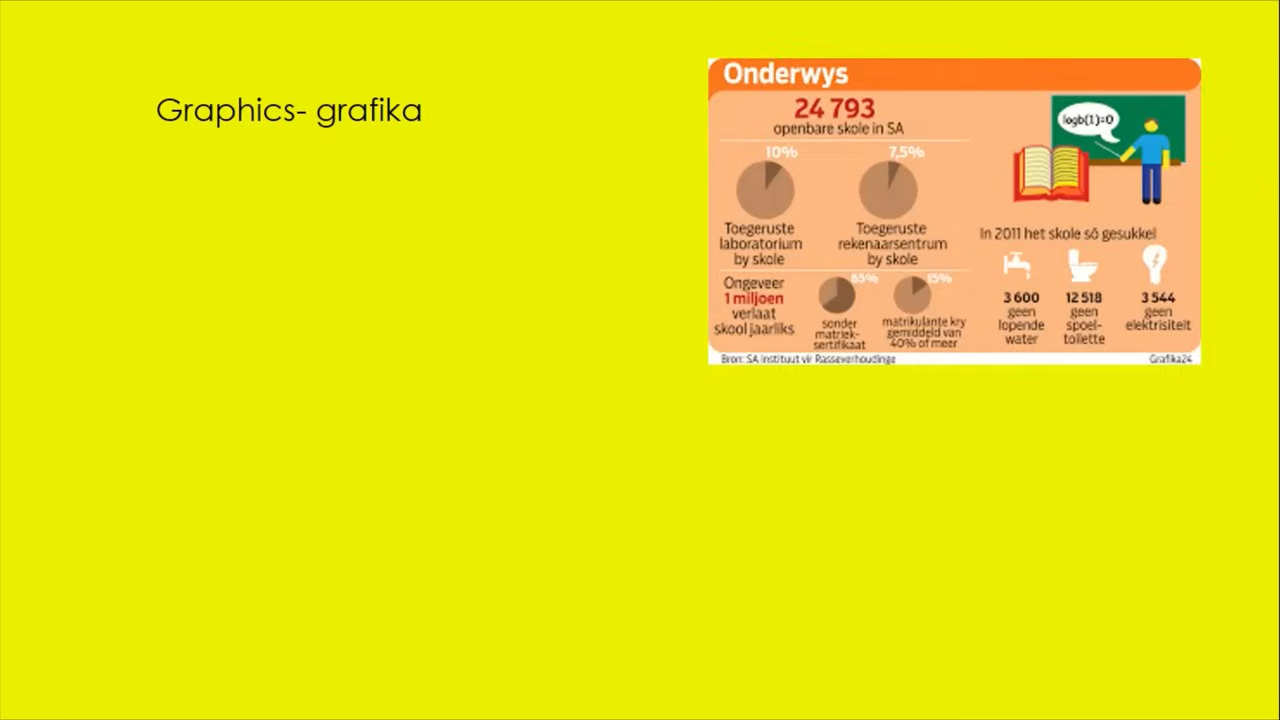 Graphics- grafika
Onderwys
24 793
openbare skole in SA
logb(1)=0
10%
7,5%
Toegeruste
laboratorium
by skole
Toegeruste
rekenaarsentrum
by skole
In 2011 het skole só gesukkel
Ongeveer
1 miljoen
verlaat
skool jaarliks
65%
sonder
matriek-
sertifikaat
15%
matrikulante kry
gemiddeld van
40% of meer
3 600
geen
lopende
water
12 518
geen
spoel-
toilette
3 544
geen
elektrisiteit
Bron: SA Instituut vir Rasseverhoudinge
Grafika24